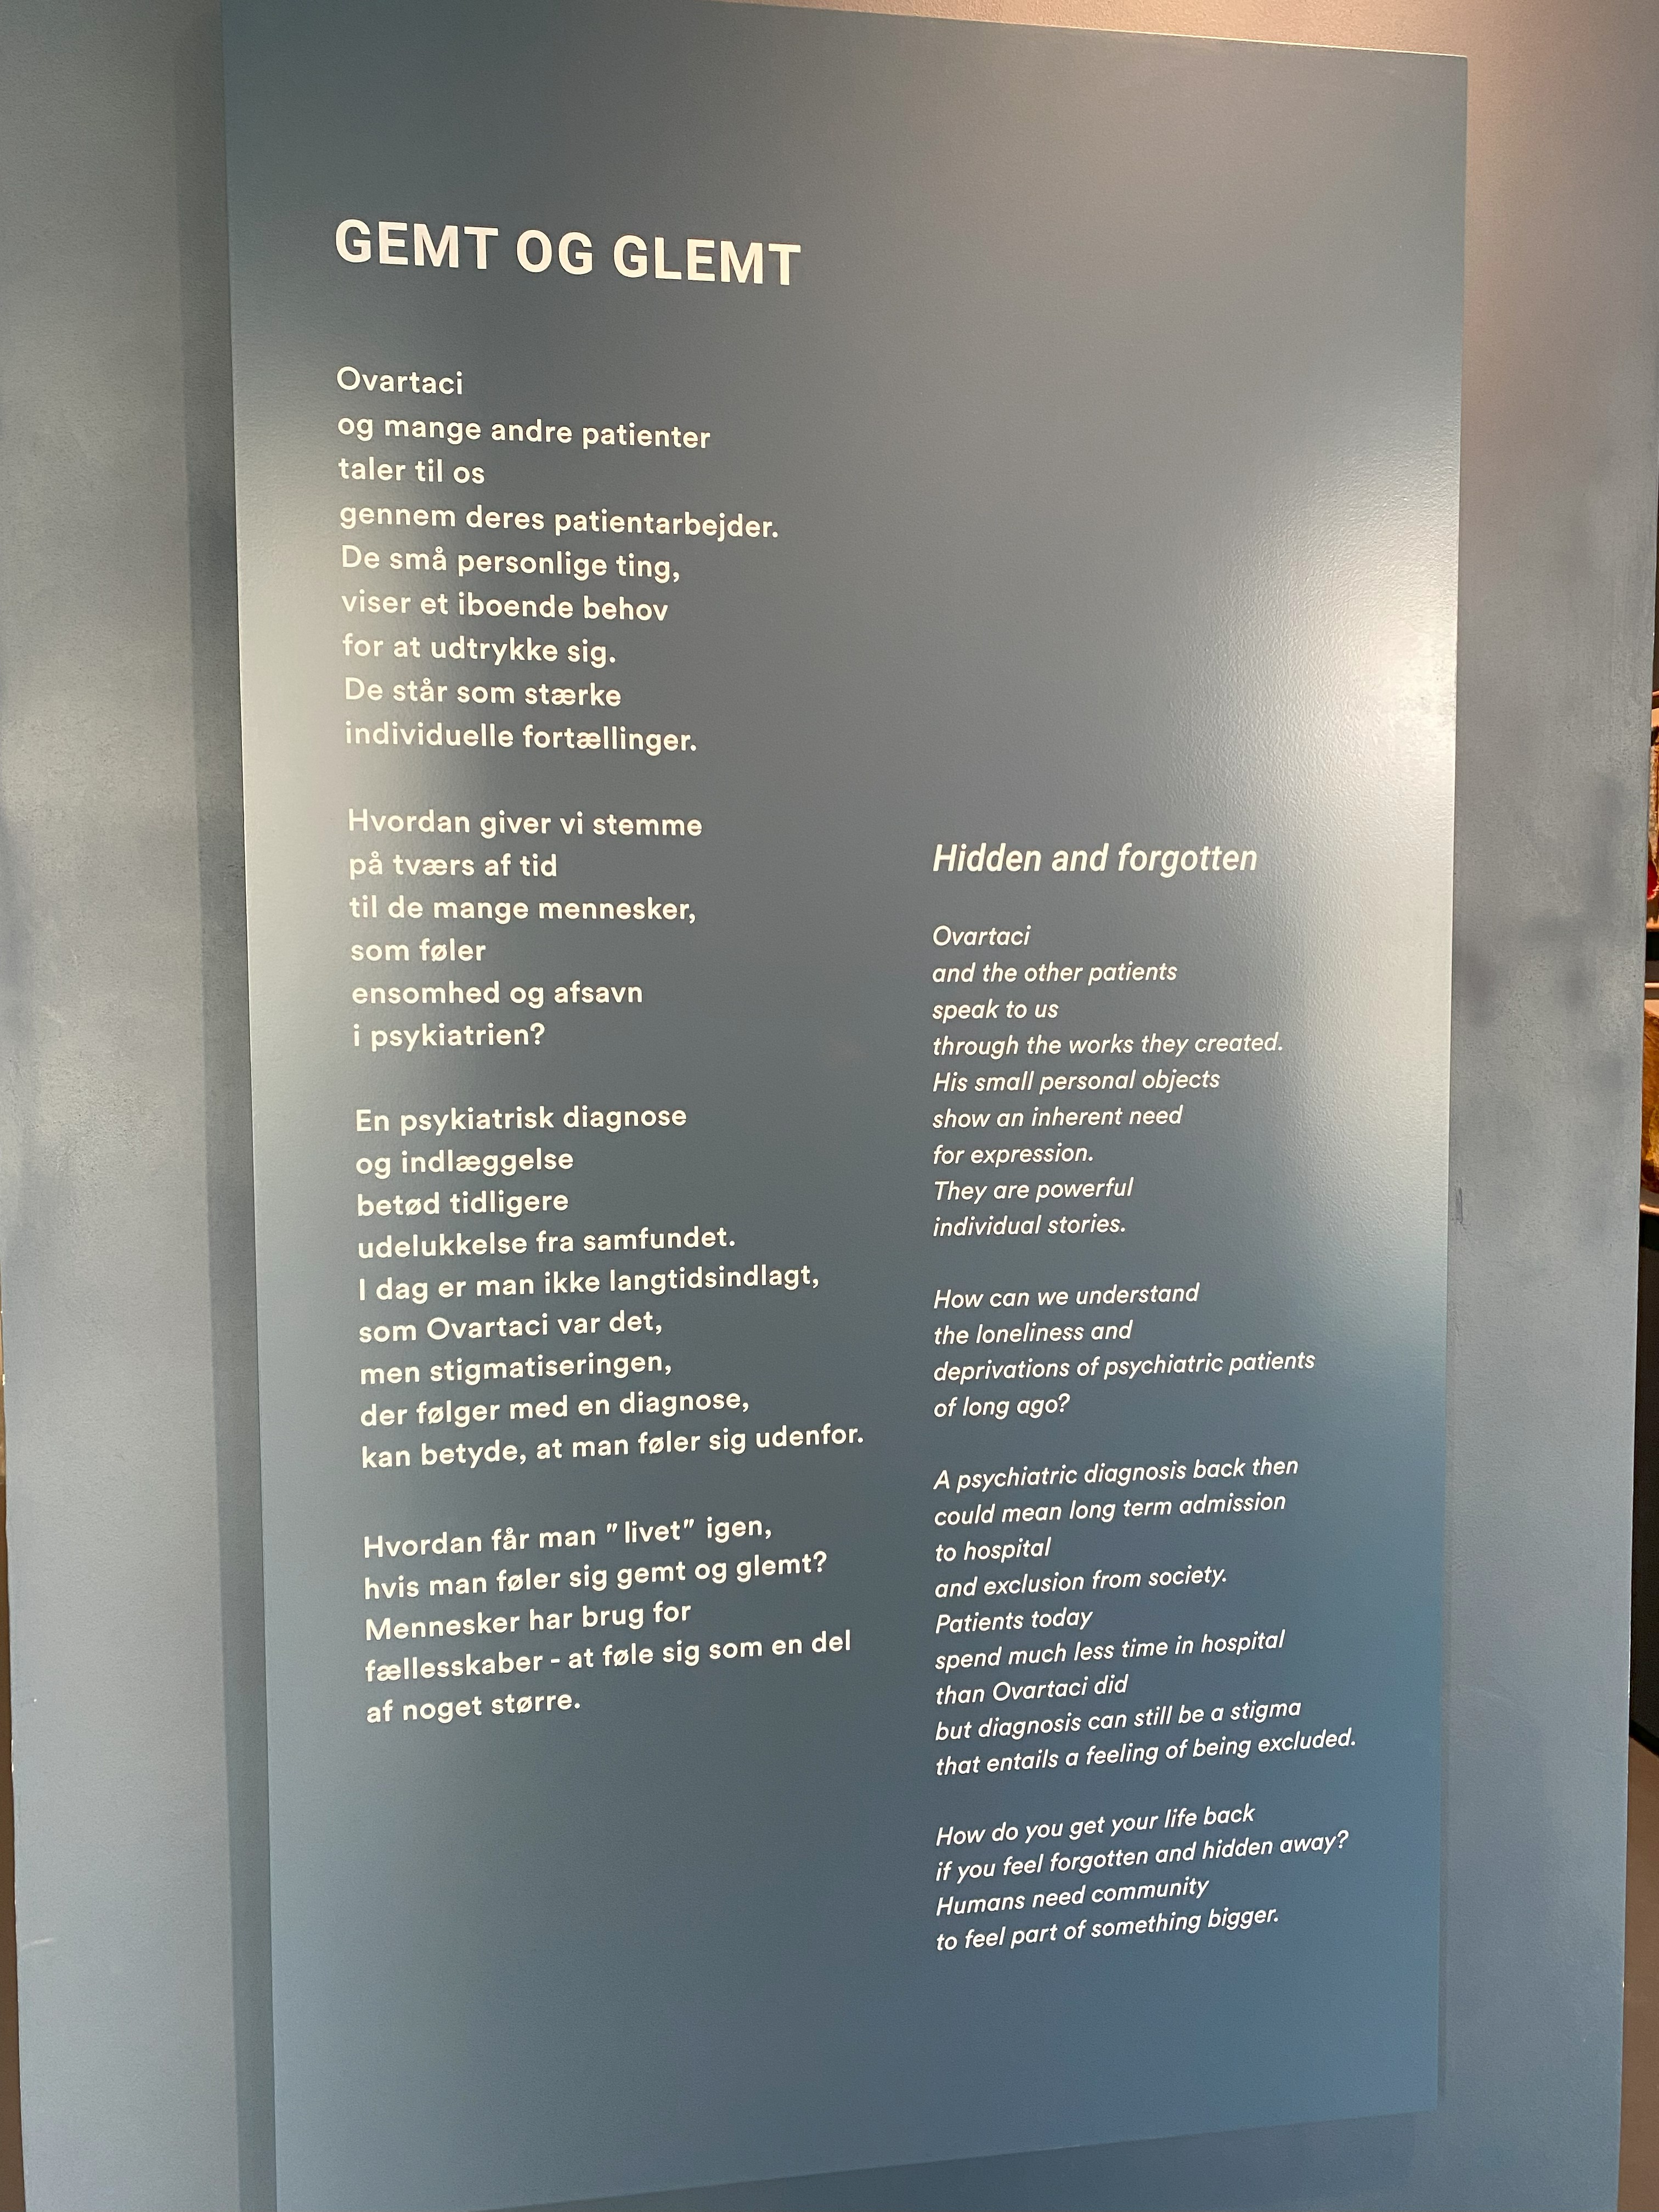 GEMT OG GLEMT
Ovartaci
og mange andre patienter
taler til os
gennem deres patientarbejder.
De små personlige ting,
viser et iboende behov
for at udtrykke sig.
De står som stærke
individuelle fortællinger.
Hvordan giver vi stemme
på tværs af tid
til de mange mennesker,
som føler
ensomhed og afsavn
i psykiatrien?
En psykiatrisk diagnose
og indlæggelse
betød tidligere
udelukkelse fra samfundet.
I dag er man ikke langtidsindlagt,
som Ovartaci var det,
men stigmatiseringen,
der følger med en diagnose,
kan betyde, at man føler sig udenfor.
Hvordan får man "livet" igen,
hvis man føler sig gemt og glemt?
Mennesker har brug for
fællesskaber - at føle sig som en del
af noget større.
Hidden and forgotten
Ovartaci
and the other patients
speak to us
through the works they created.
His small personal objects
show an inherent need
for expression.
They are powerful
individual stories.
How can we understand
the loneliness and
deprivations of psychiatric patients
of long ago?
A psychiatric diagnosis back then
could mean long term admission
to hospital
and exclusion from society.
Patients today
spend much less time in hospital
than Ovartaci did
but diagnosis can still be a stigma
that entails a feeling of being excluded.
How do you get your life back
if you feel forgotten and hidden away?
Humans need community
to feel part of something bigger.